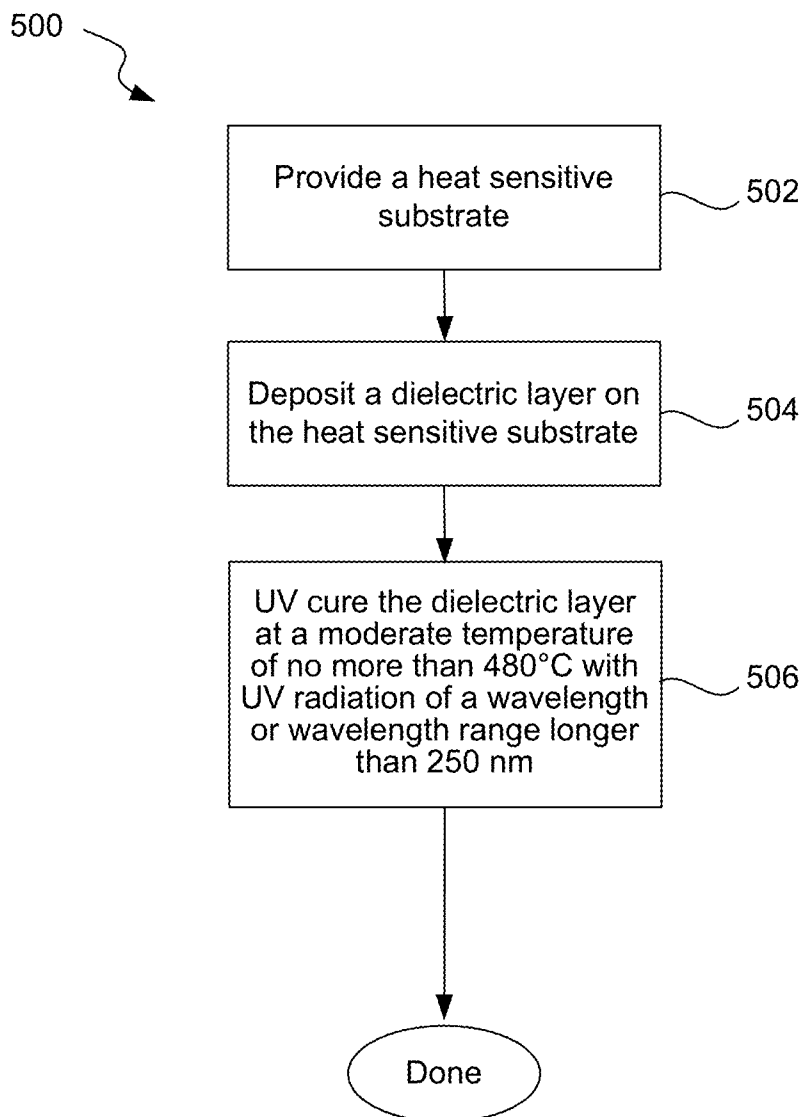 500
Provide a heat sensitive
substrate
502
Deposit a dielectric layer on
the heat sensitive substrate
504
UV cure the dielectric layer
at a moderate temperature
of no more than 480°C with
UV radiation of a wavelength
or wavelength range longer
than 250 nm
506
Done